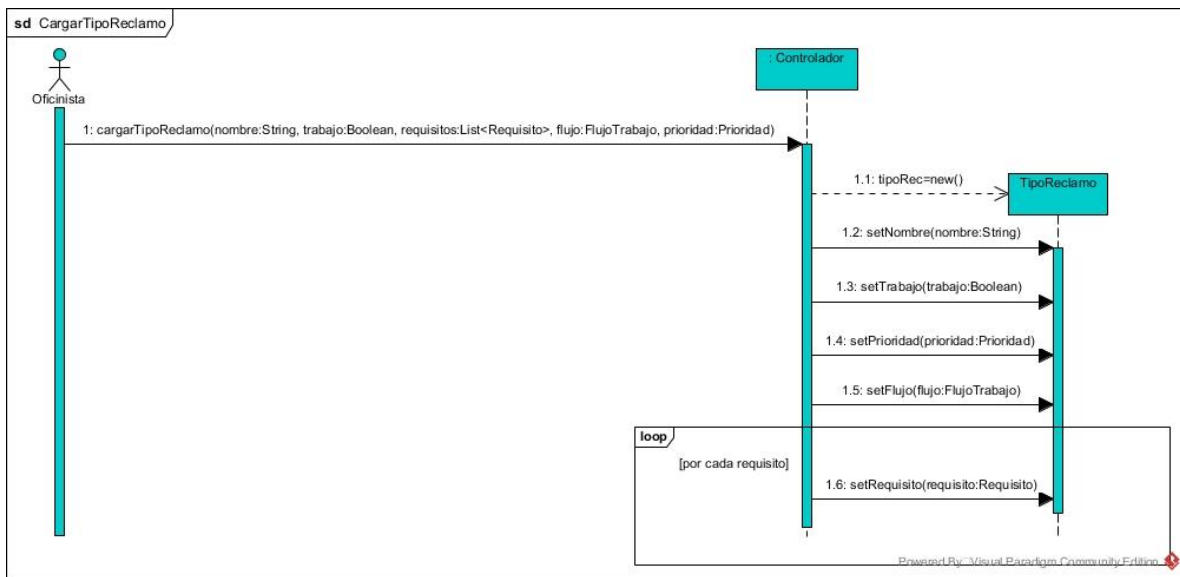 sd CargarTipoReclamo
: Controlador
Oficinista
1: cargarTipoReclamo(nombre:String, trabajo:Boolean, requisitos:List<Requisito>, flujo:FlujoTrabajo, prioridad:Prioridad)
1.1: tipoRec=new()
TipoReclamo
1.2: setNombre(nombre:String)
1.3: setTrabajo(trabajo:Boolean)
1.4: setPrioridad(prioridad:Prioridad)
1.5: setFlujo(flujo:FlujoTrabajo)
loop
[por cada requisito]
1.6: setRequisito(requisito:Requisito)
Powered By Visual Paradigm Community Edition